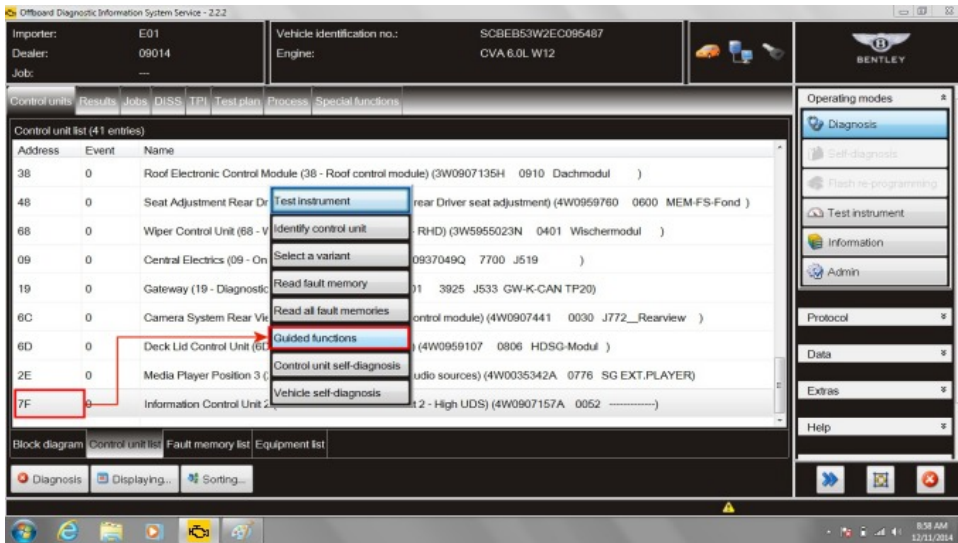 Offboard Diagnostic Information System Service - 2.2.2
Importer: E01 Vehicle identification no.: SCBEB53W2EC095487
Dealer: 09014 Engine: CVA 6.0L W12
Job: ---
BENTLEY
Control units Results Jobs DISS TPI Test plan Process Special functions
Control unit list (41 entries)
Address Event Name
38 0 Roof Electronic Control Module (38 - Roof control module) (3W0907135H 0910 Dachmodul )
48 0 Seat Adjustment Rear Dr rear Driver seat adjustment) (4W0959760 0600 MEM-FS-Fond )
68 0 Wiper Control Unit (68 - W - RHD) (3W5955023N 0401 Wischermodul )
09 0 Central Electrics (09 - On 0937049Q 7700 J519 )
19 0 Gateway (19 - Diagnostic 01 3925 J533 GW-K-CAN TP20)
6C 0 Camera System Rear Vie ontrol module) (4W0907441 0030 J772__Rearview )
6D 0 Deck Lid Control Unit (6D ) (4W0959107 0806 HDSG-Modul )
2E 0 Media Player Position 3 ( udio sources) (4W0035342A 0776 SG EXT.PLAYER)
7F 0 Information Control Unit 2 t 2 - High UDS) (4W0907157A 0052 ------------)
Test instrument
Identify control unit
Select a variant
Read fault memory
Read all fault memories
Guided functions
Control unit self-diagnosis
Vehicle self-diagnosis
Block diagram Control unit list Fault memory list Equipment list
Diagnosis Displaying... Sorting...
Operating modes
Diagnosis
Self-diagnosis
Flash re-programming
Test instrument
Information
Admin
Protocol
Data
Extras
Help
8:58 AM
12/11/2014